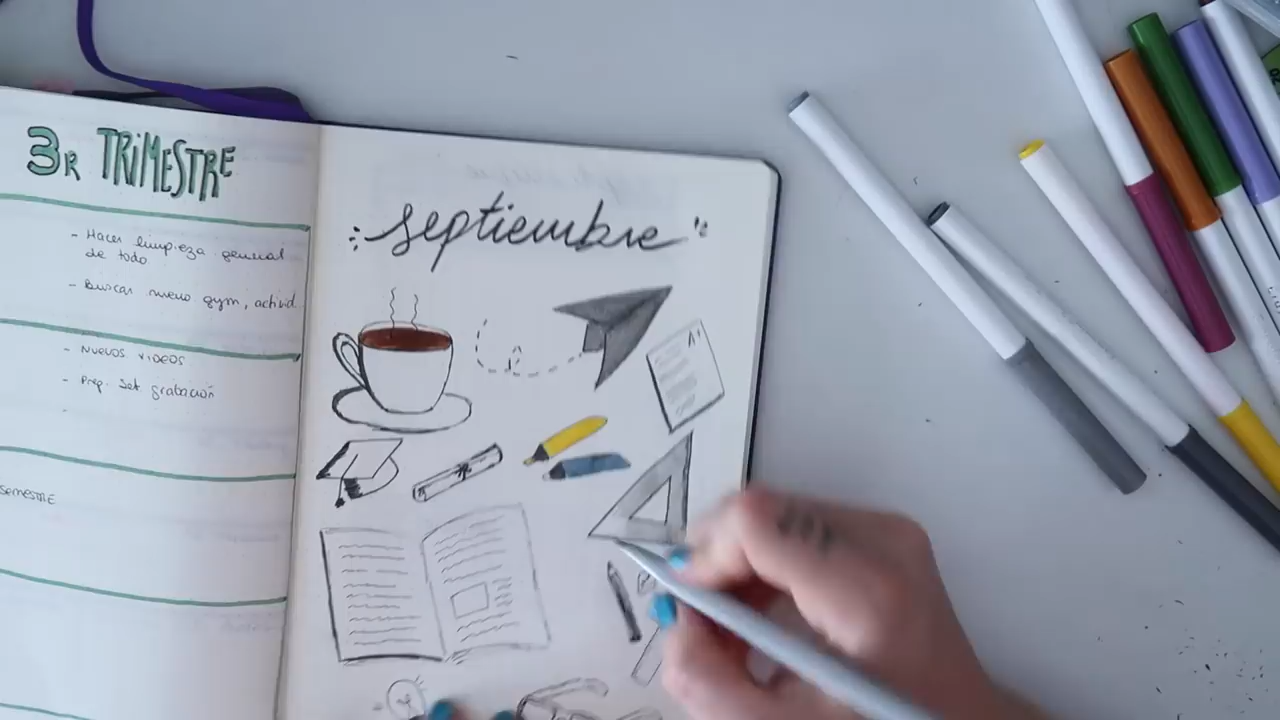 3R TRIMESTRE
- Hacer limpieza general
de todo
- Buscar nuevo gym, activid
- NUEVOS VIDEOS
- Prep. Set grabación
SEMESTRE
septiembre
A+